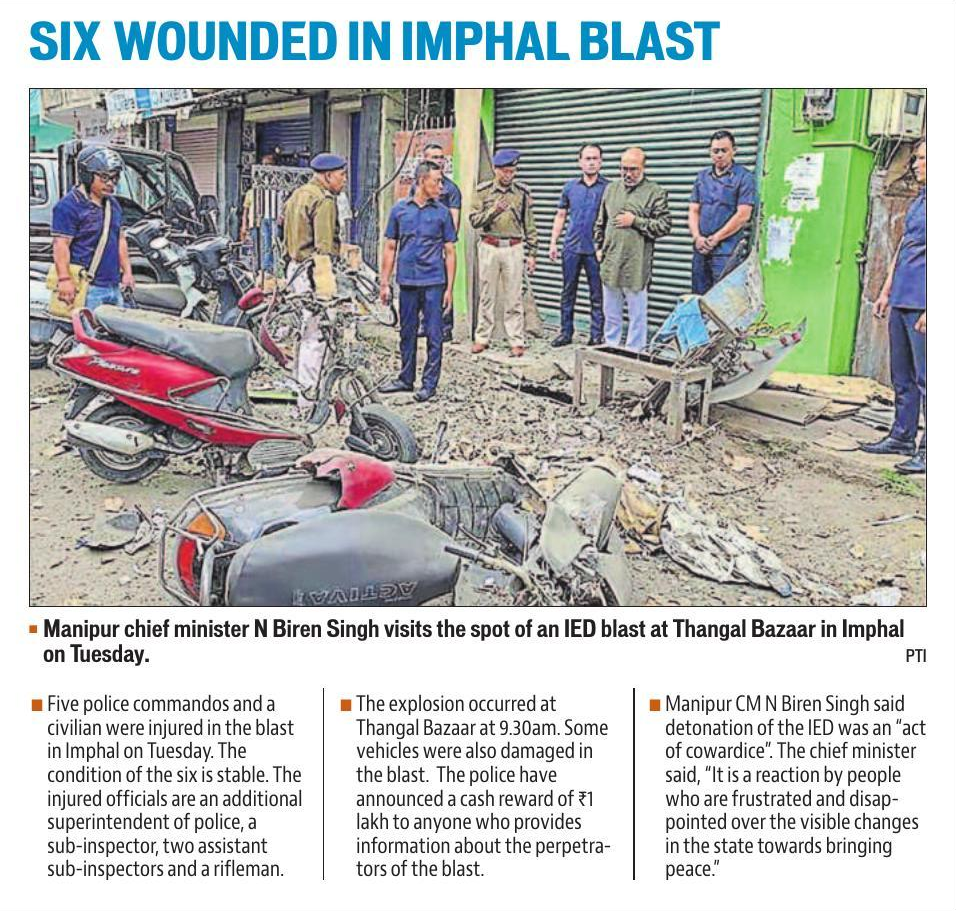 SIX WOUNDED IN IMPHAL BLAST
Pleasure
ACTIVA
Manipur chief minister N Biren Singh visits the spot of an IED blast at Thangal Bazaar in Imphal
on Tuesday.
PTI
Five police commandos and a
civilian were injured in the blast
in Imphal on Tuesday. The
condition of the six is stable. The
injured officials are an additional
superintendent of police, a
sub-inspector, two assistant
sub-inspectors and a rifleman.
The explosion occurred at
Thangal Bazaar at 9.30am. Some
vehicles were also damaged in
the blast. The police have
announced a cash reward of ₹1
lakh to anyone who provides
information about the perpetra-
tors of the blast.
Manipur CM N Biren Singh said
detonation of the IED was an “act
of cowardice”. The chief minister
said, “It is a reaction by people
who are frustrated and disap-
pointed over the visible changes
in the state towards bringing
peace.”